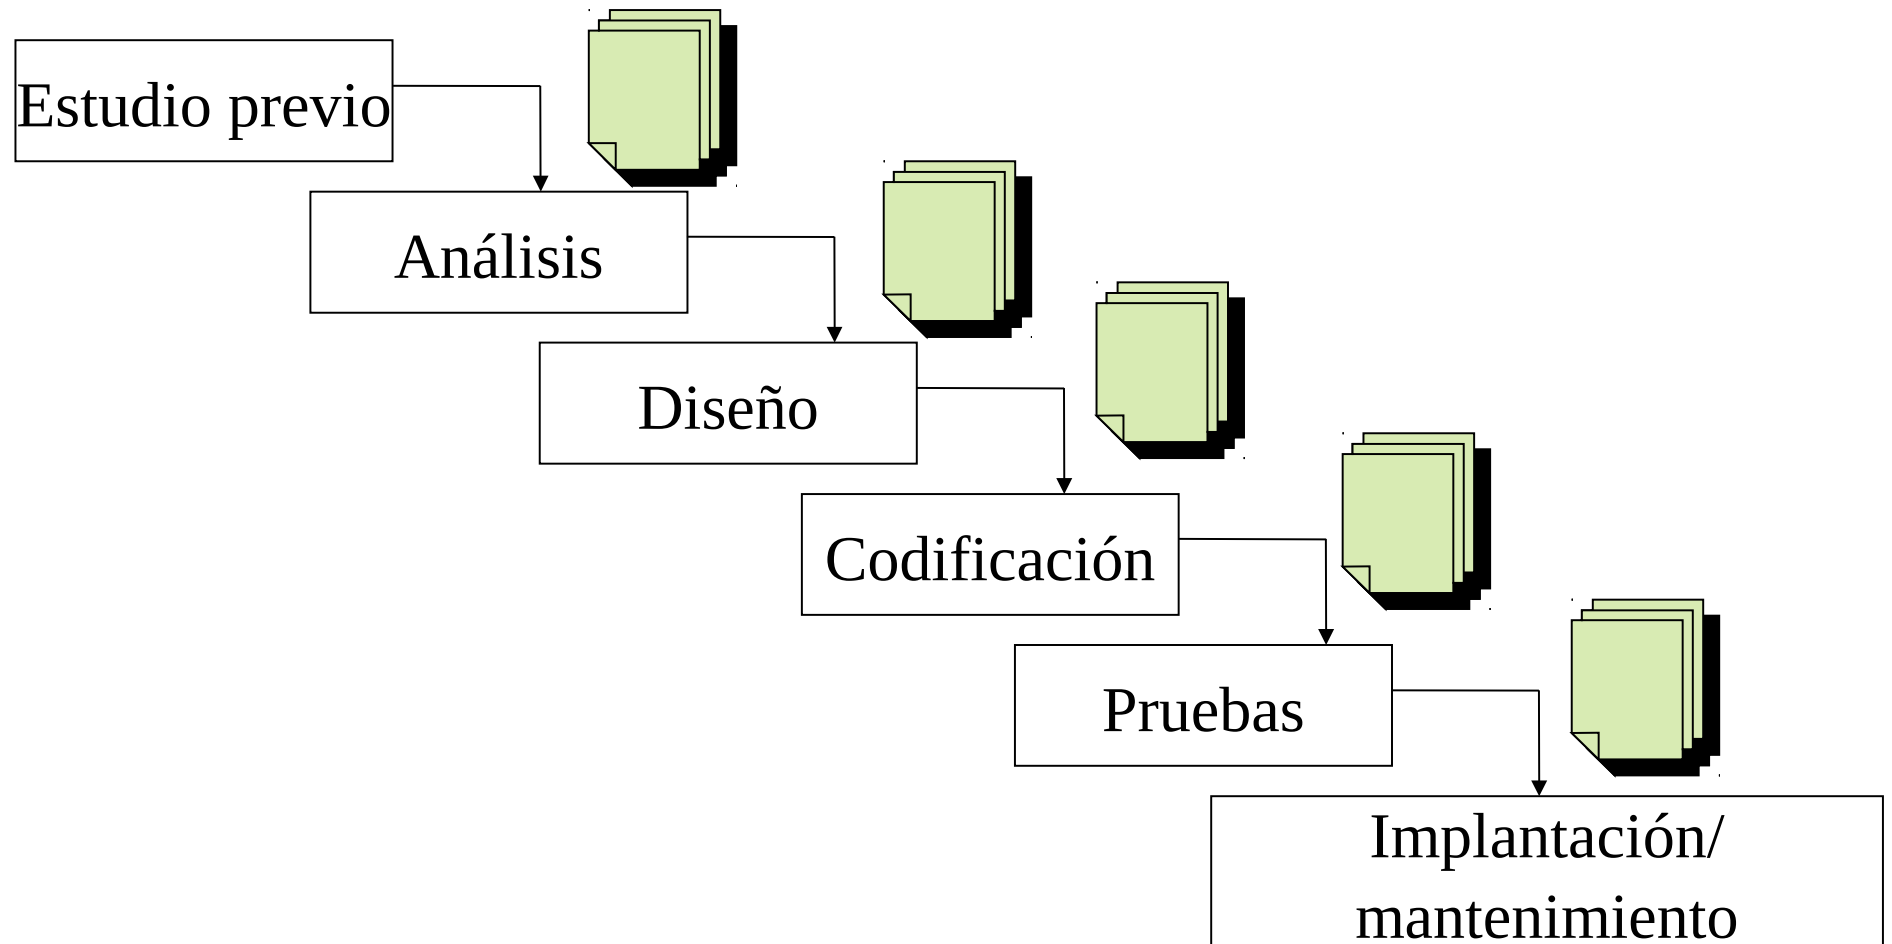 Estudio previo
Análisis
Diseño
Codificación
Pruebas
Implantación/
mantenimiento